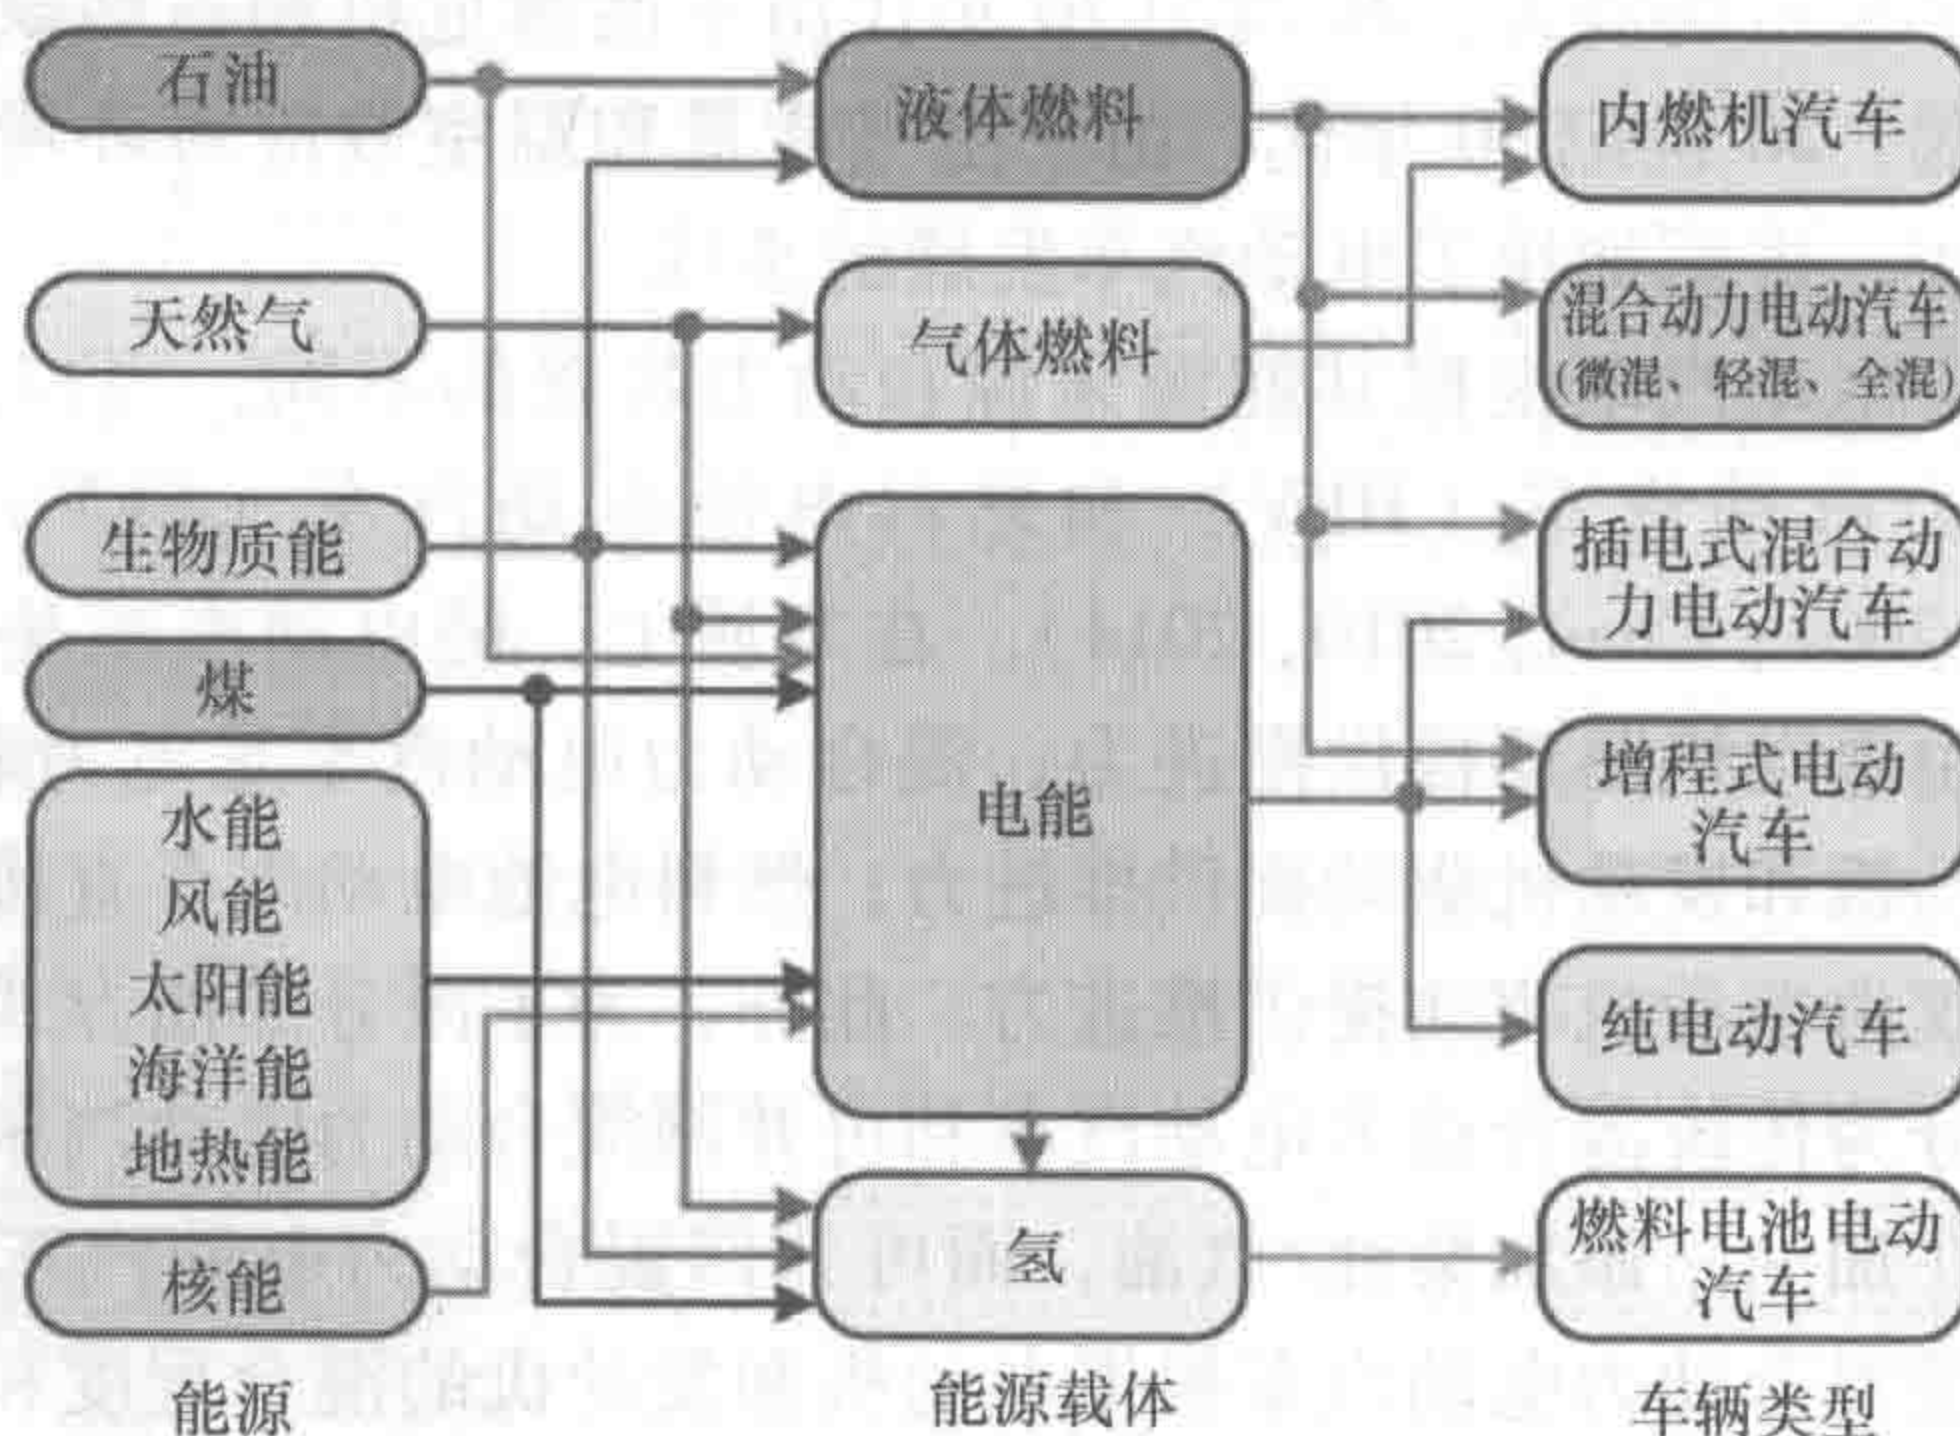 石油
天然气
生物质能
煤
水能
风能
太阳能
海洋能
地热能
核能
能源
液体燃料
气体燃料
电能
氢
能源载体
内燃机汽车
混合动力电动汽车
(微混、轻混、全混)
插电式混合动
力电动汽车
增程式电动
汽车
纯电动汽车
燃料电池电动
汽车
车辆类型